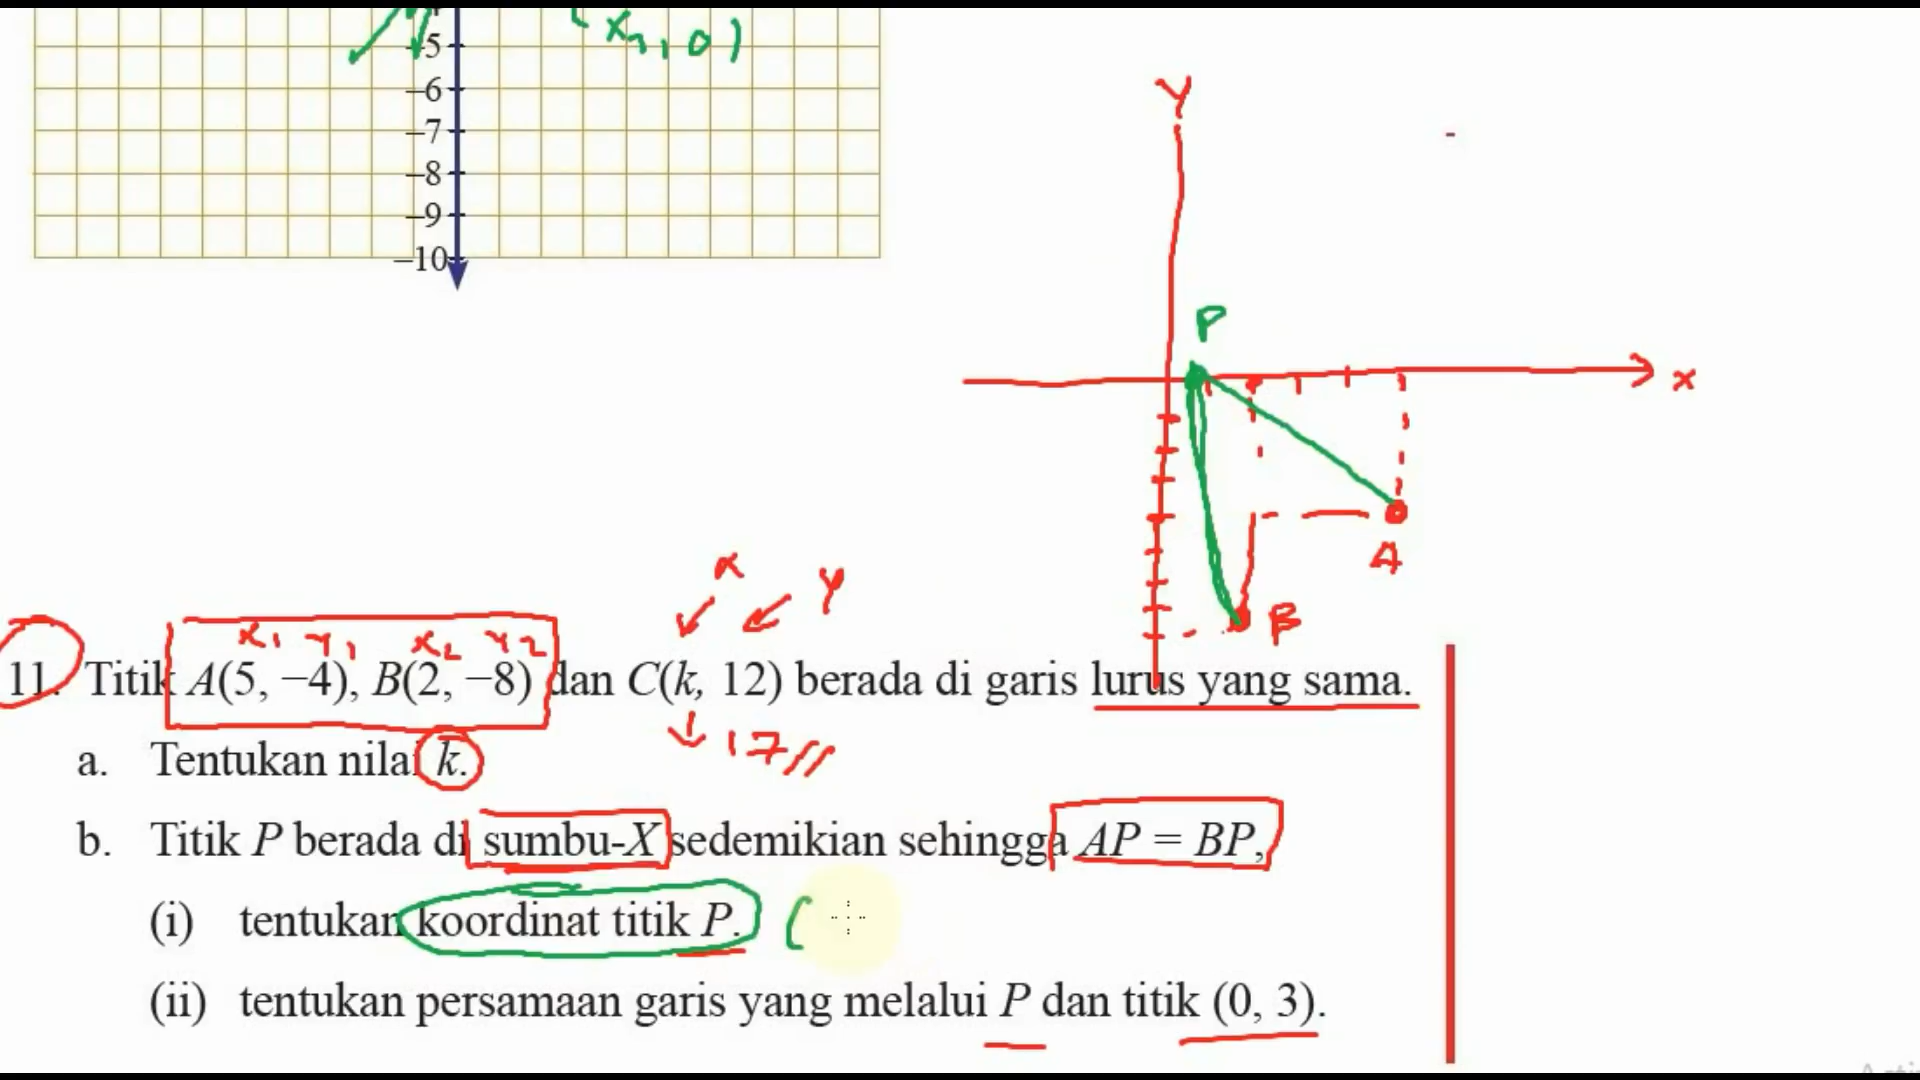 -5
(x₁, 0)
-6
-7
-8
-9
-10
Y
P
x
A
B
x
y
x₁ y₁ x₂ y₂
11. Titik A(5, −4), B(2, −8) dan C(k, 12) berada di garis lurus yang sama.
17//
a. Tentukan nilai k.
b. Titik P berada di sumbu-X sedemikian sehingga AP = BP,
(i) tentukan koordinat titik P. (
(ii) tentukan persamaan garis yang melalui P dan titik (0, 3).